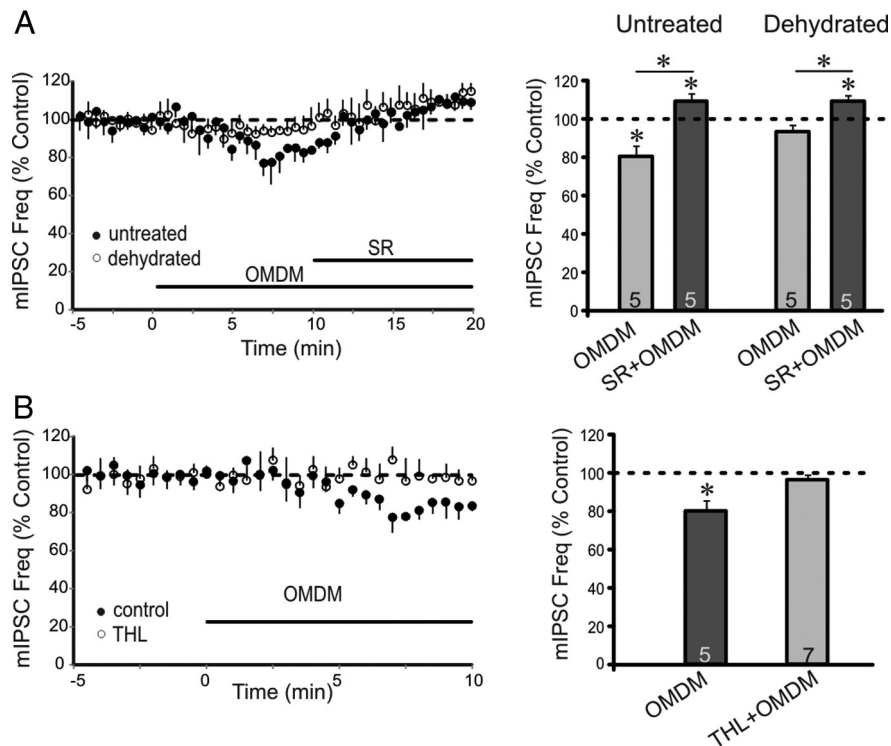 A
Untreated Dehydrated
mIPSC Freq (% Control)
120
100
80
60
40
20
0
● untreated
○ dehydrated
SR
OMDM
-5 0 5 10 15 20
Time (min)
mIPSC Freq (% Control)
120
100
80
60
40
20
0
* *
* * *
5 5 5 5
OMDM SR+OMDM OMDM SR+OMDM
B
mIPSC Freq (% Control)
120
100
80
60
40
20
0
● control
○ THL
OMDM
-5 0 5 10
Time (min)
mIPSC Freq (% Control)
120
100
80
60
40
20
0
*
5 7
OMDM THL+OMDM